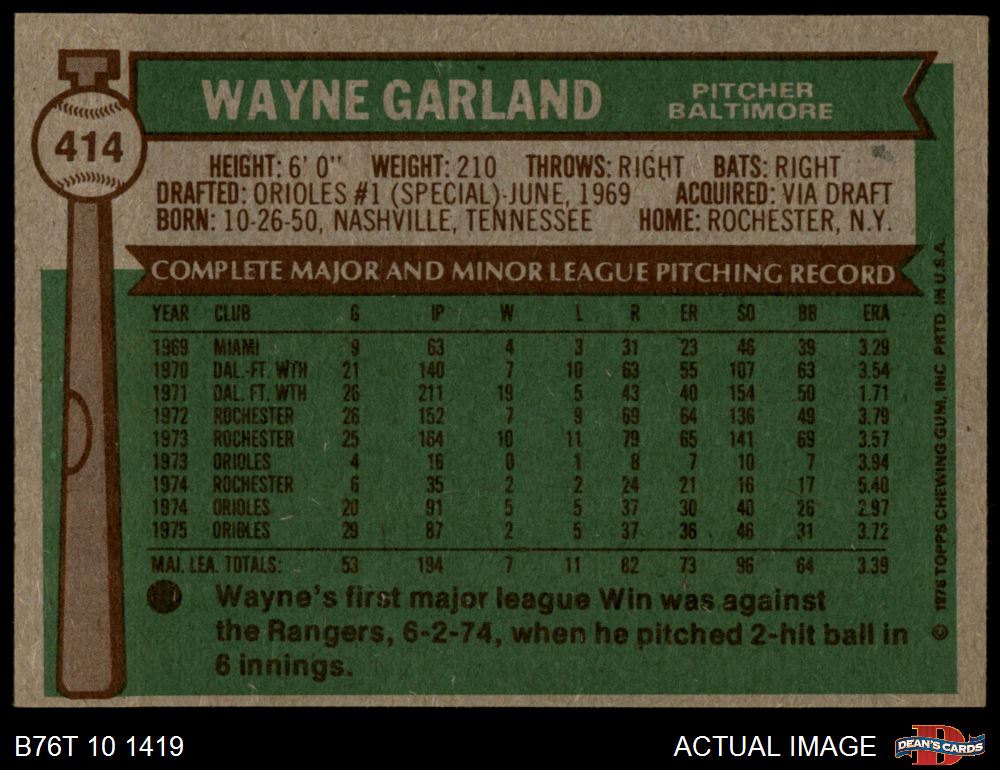 WAYNE GARLAND
PITCHER
BALTIMORE
414
HEIGHT: 6' 0" WEIGHT: 210 THROWS: RIGHT BATS: RIGHT
DRAFTED: ORIOLES #1 (SPECIAL)-JUNE, 1969 ACQUIRED: VIA DRAFT
BORN: 10-26-50, NASHVILLE, TENNESSEE HOME: ROCHESTER, N.Y.
COMPLETE MAJOR AND MINOR LEAGUE PITCHING RECORD
YEAR CLUB G IP W L R ER SO BB ERA
1969 MIAMI 9 63 4 3 31 23 46 39 3.29
1970 DAL.-FT. WTH 21 140 7 10 63 55 107 63 3.54
1971 DAL. FT. WTH 26 211 19 5 43 40 154 50 1.71
1972 ROCHESTER 26 152 7 9 69 64 136 49 3.79
1973 ROCHESTER 25 164 10 11 79 65 141 69 3.57
1973 ORIOLES 4 16 0 1 8 7 10 7 3.94
1974 ROCHESTER 6 35 2 2 24 21 16 17 5.40
1974 ORIOLES 20 91 5 5 37 30 40 26 2.97
1975 ORIOLES 29 87 2 5 37 36 46 31 3.72
MAJ. LEA. TOTALS: 53 194 7 11 82 73 96 64 3.39
Wayne's first major league Win was against
the Rangers, 6-2-74, when he pitched 2-hit ball in
6 innings.
© 1976 TOPPS CHEWING GUM, INC PRTD. IN U.S.A.
B76T 10 1419
ACTUAL IMAGE
DEAN'S CARDS